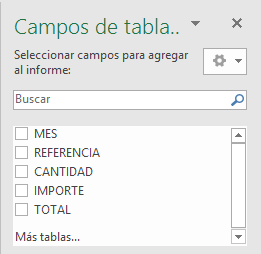 Campos de tabla..
Seleccionar campos para agregar
al informe:
Buscar
MES
REFERENCIA
CANTIDAD
IMPORTE
TOTAL
Más tablas...